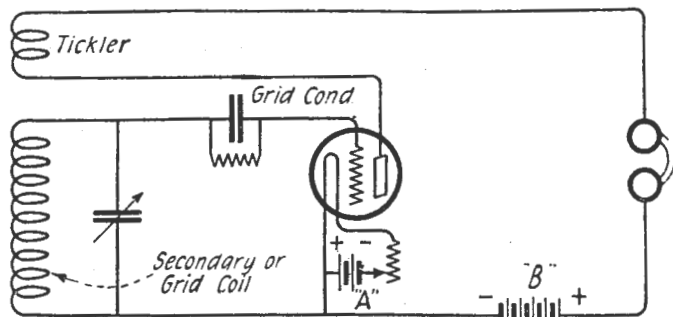 Tickler
Grid Cond.
+ -
"A"
Secondary or
Grid Coil
"B"
- +